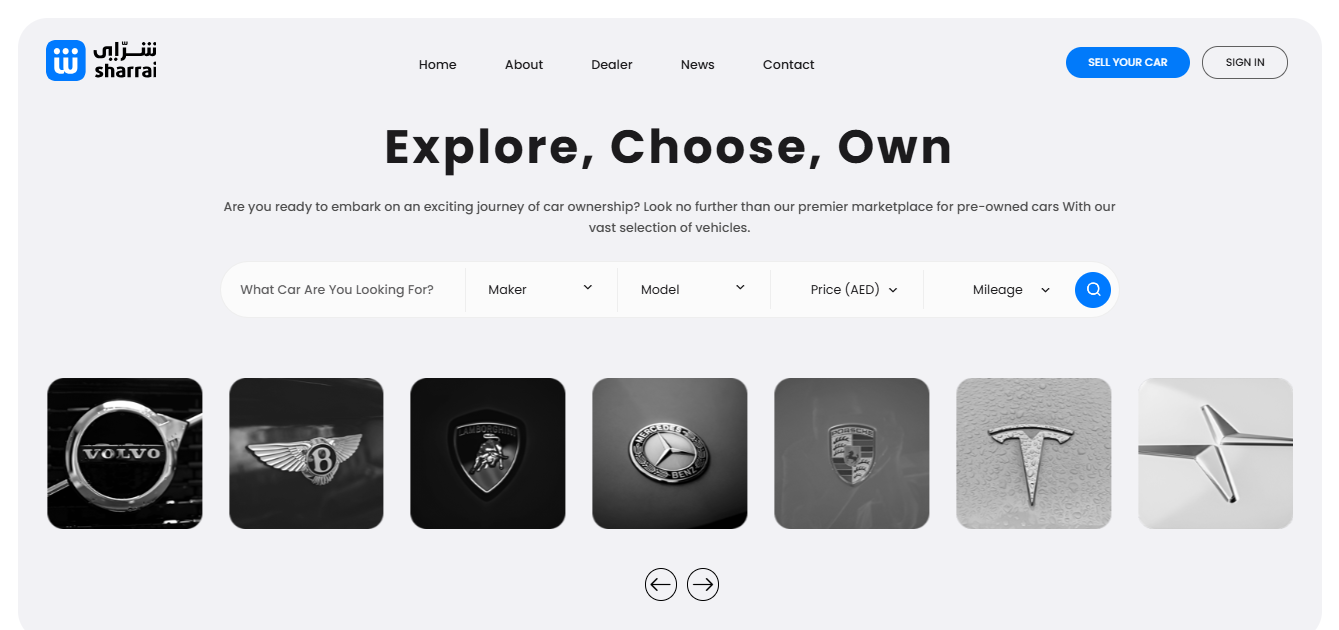 شرّاي
sharrai
Home About Dealer News Contact
SELL YOUR CAR SIGN IN
Explore, Choose, Own
Are you ready to embark on an exciting journey of car ownership? Look no further than our premier marketplace for pre-owned cars With our
vast selection of vehicles.
What Car Are You Looking For? Maker Model Price (AED) Mileage
VOLVO
B
LAMBORGHINI
MERCEDES
BENZ
PORSCHE